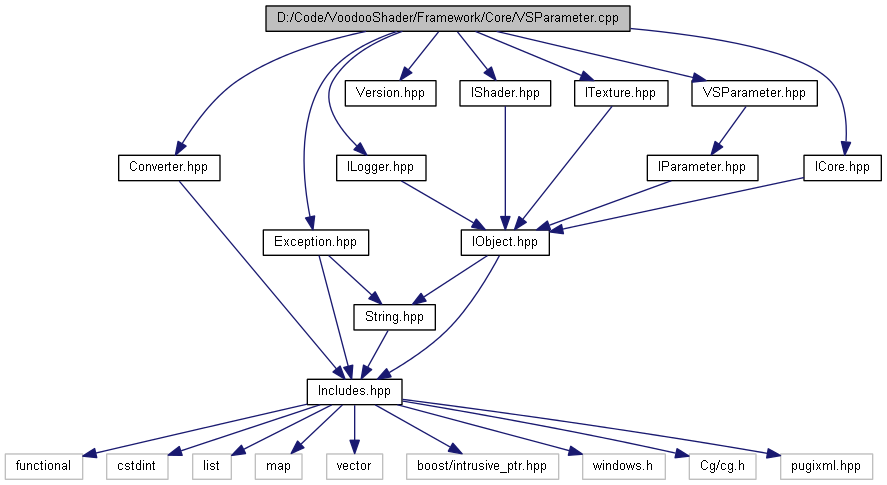 D:/Code/VoodooShader/Framework/Core/VSParameter.cpp
Version.hpp
IShader.hpp
ITexture.hpp
VSParameter.hpp
Converter.hpp
ILogger.hpp
IParameter.hpp
ICore.hpp
Exception.hpp
IObject.hpp
String.hpp
Includes.hpp
functional
cstdint
list
map
vector
boost/intrusive_ptr.hpp
windows.h
Cg/cg.h
pugixml.hpp